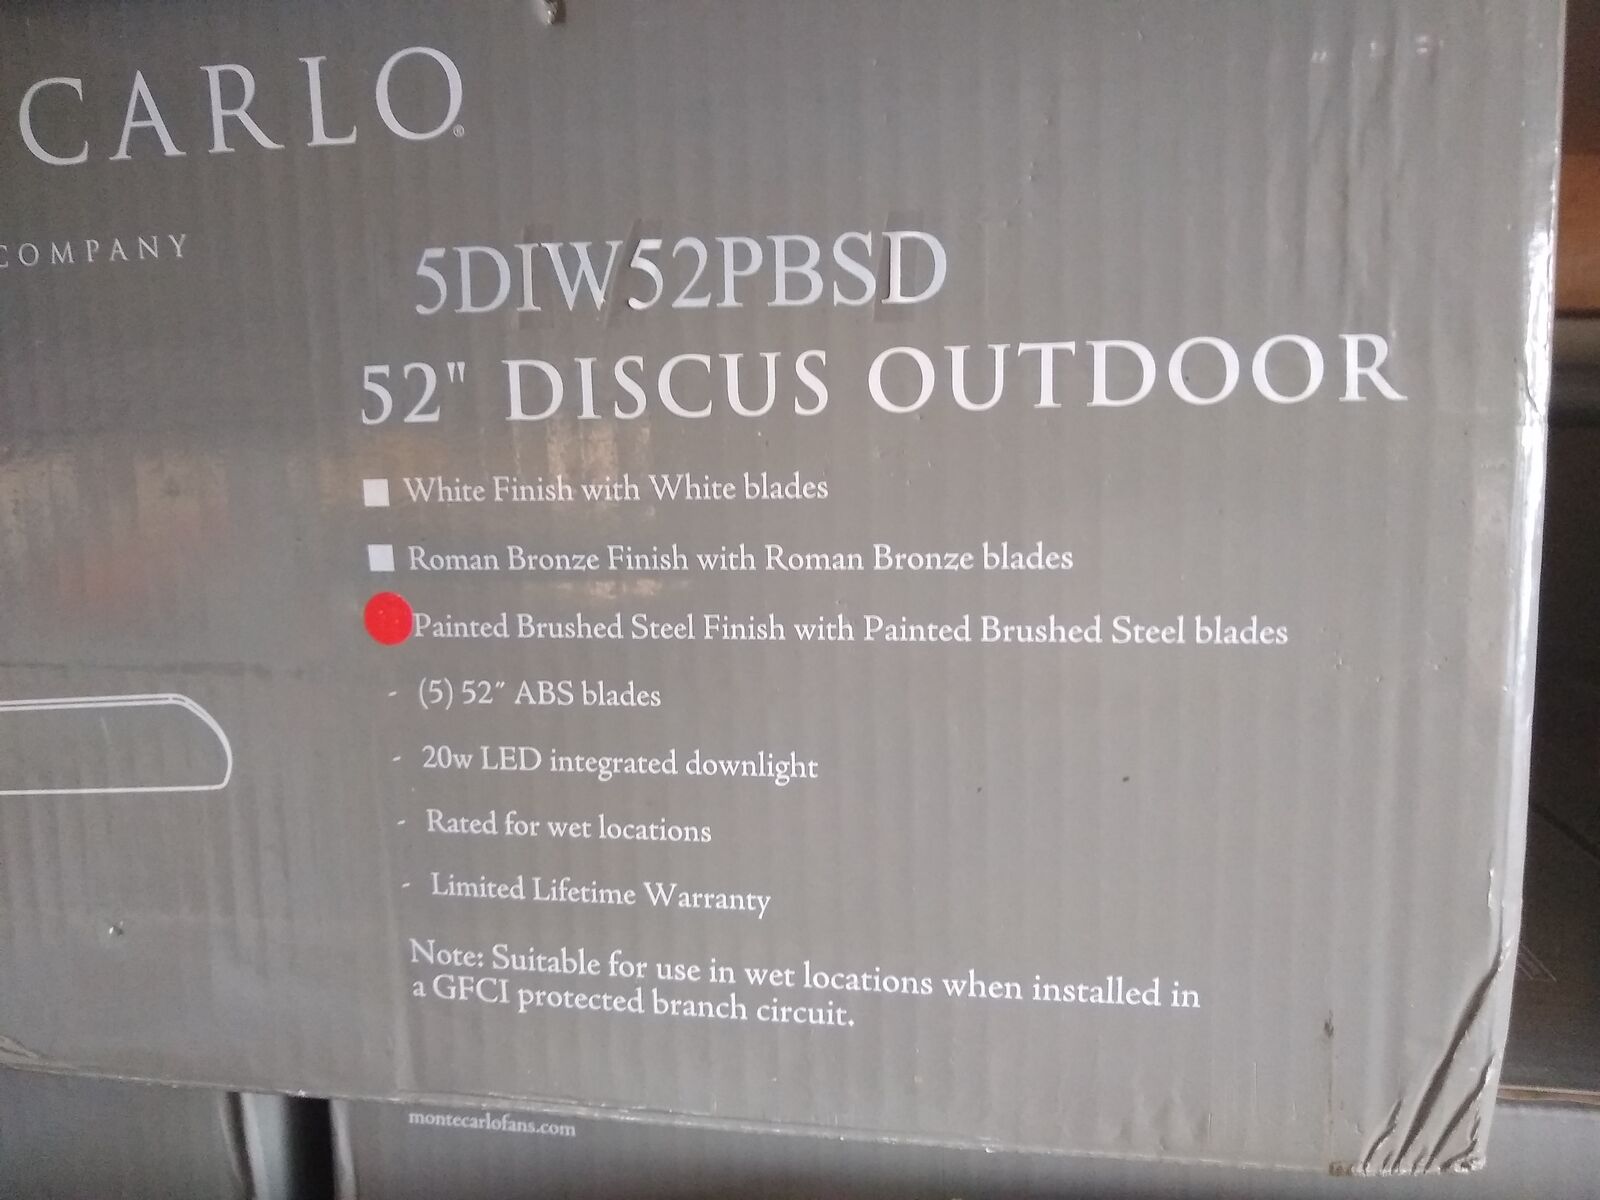 CARLO®
COMPANY
5DIW52PBSD
52" DISCUS OUTDOOR
White Finish with White blades
Roman Bronze Finish with Roman Bronze blades
Painted Brushed Steel Finish with Painted Brushed Steel blades
- (5) 52" ABS blades
- 20w LED integrated downlight
- Rated for wet locations
- Limited Lifetime Warranty
Note: Suitable for use in wet locations when installed in
a GFCI protected branch circuit.
montecarlofans.com